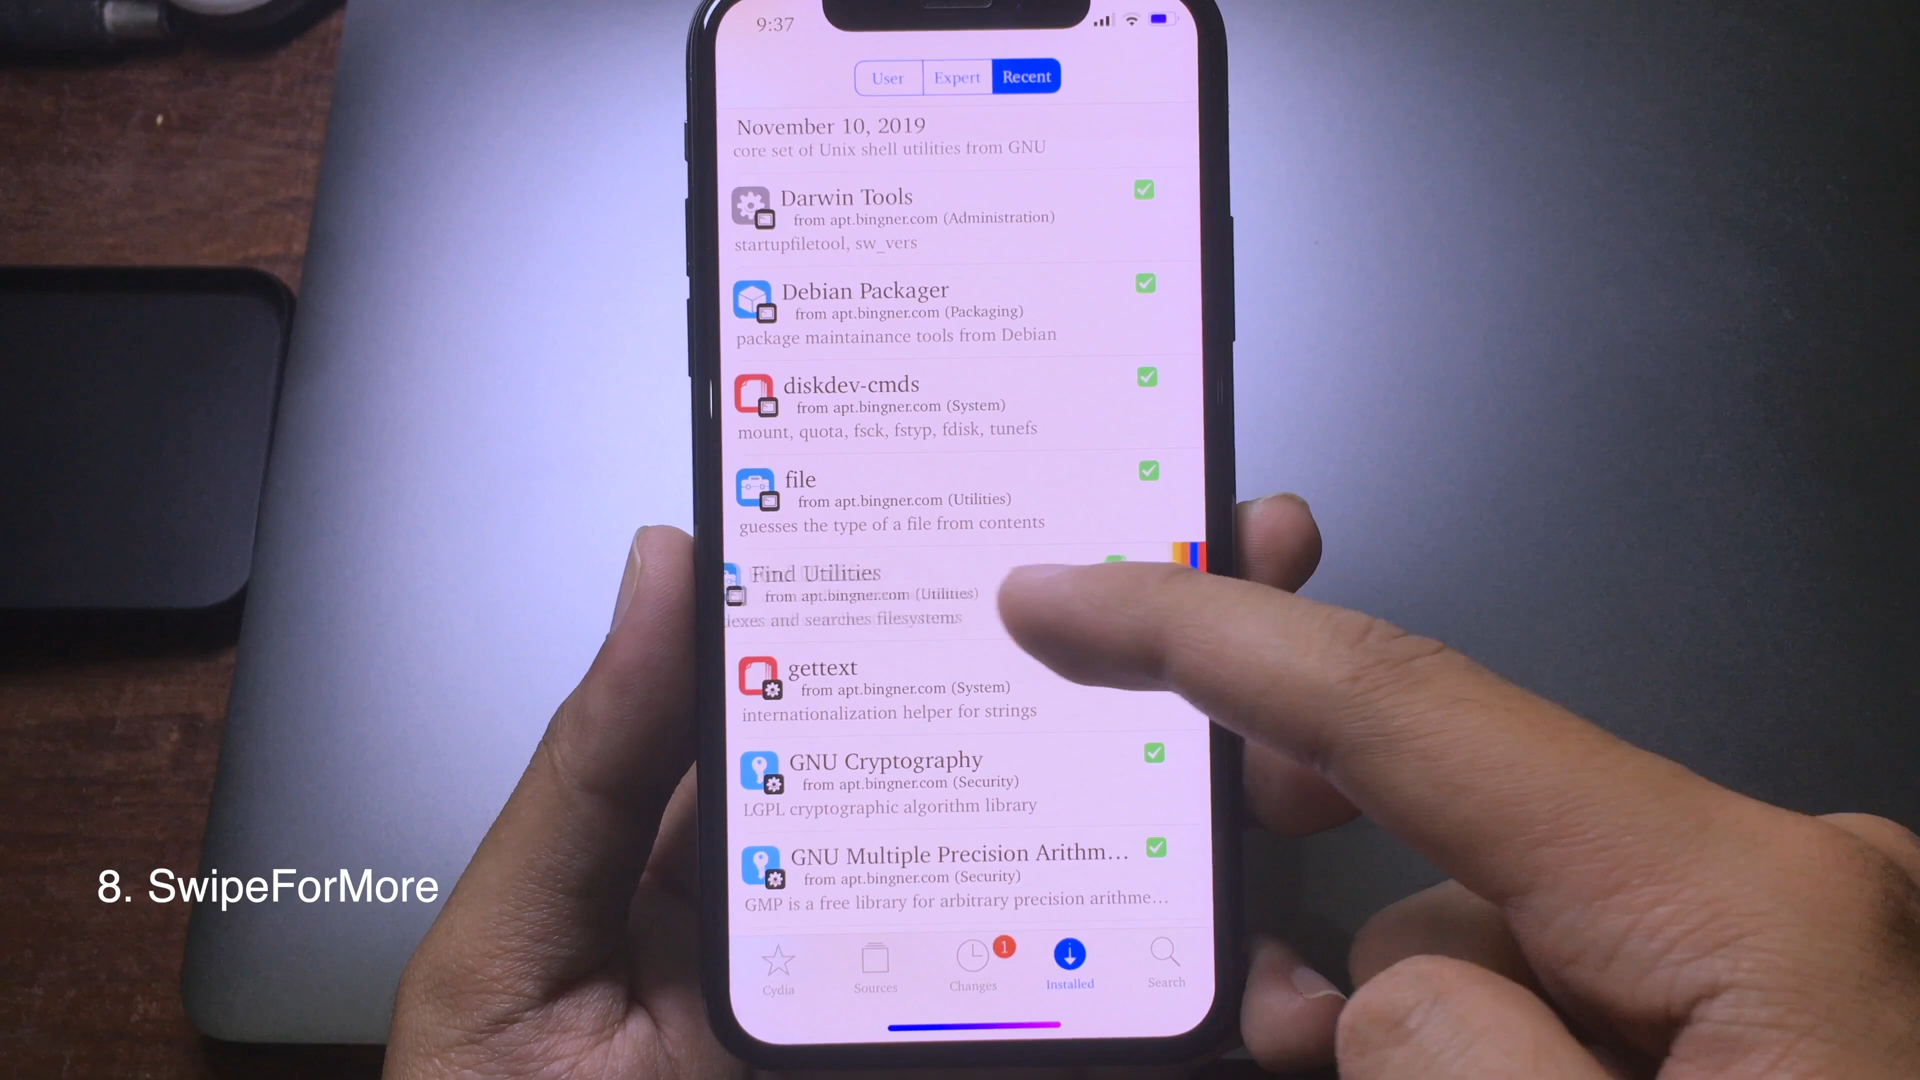 9:37
User Expert Recent
November 10, 2019
core set of Unix shell utilities from GNU
Darwin Tools
from apt.bingner.com (Administration)
startupfiletool, sw_vers
Debian Packager
from apt.bingner.com (Packaging)
package maintainance tools from Debian
diskdev-cmds
from apt.bingner.com (System)
mount, quota, fsck, fstyp, fdisk, tunefs
file
from apt.bingner.com (Utilities)
guesses the type of a file from contents
Find Utilities
from apt.bingner.com (Utilities)
dexes and searches filesystems
gettext
from apt.bingner.com (System)
internationalization helper for strings
GNU Cryptography
from apt.bingner.com (Security)
LGPL cryptographic algorithm library
GNU Multiple Precision Arithm...
from apt.bingner.com (Security)
GMP is a free library for arbitrary precision arithme...
1
Cydia Sources Changes Installed Search
8. SwipeForMore